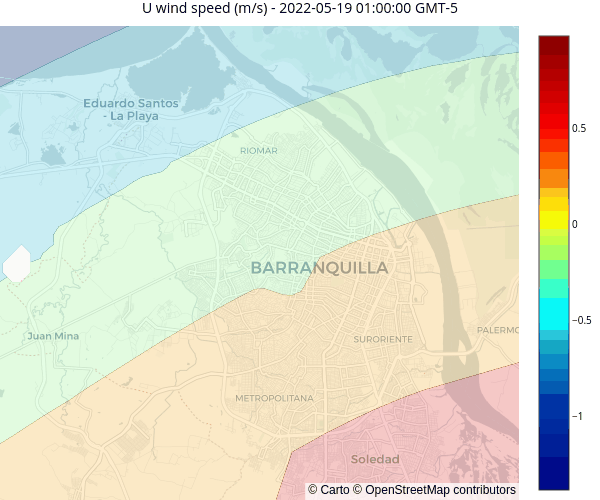 U wind speed (m/s) - 2022-05-19 01:00:00 GMT-5
Eduardo Santos
- La Playa
RIOMAR
BARRANQUILLA
Juan Mina
SURORIENTE
PALERMO
METROPOLITANA
Soledad
© Carto © OpenStreetMap contributors
0.5
0
−0.5
−1